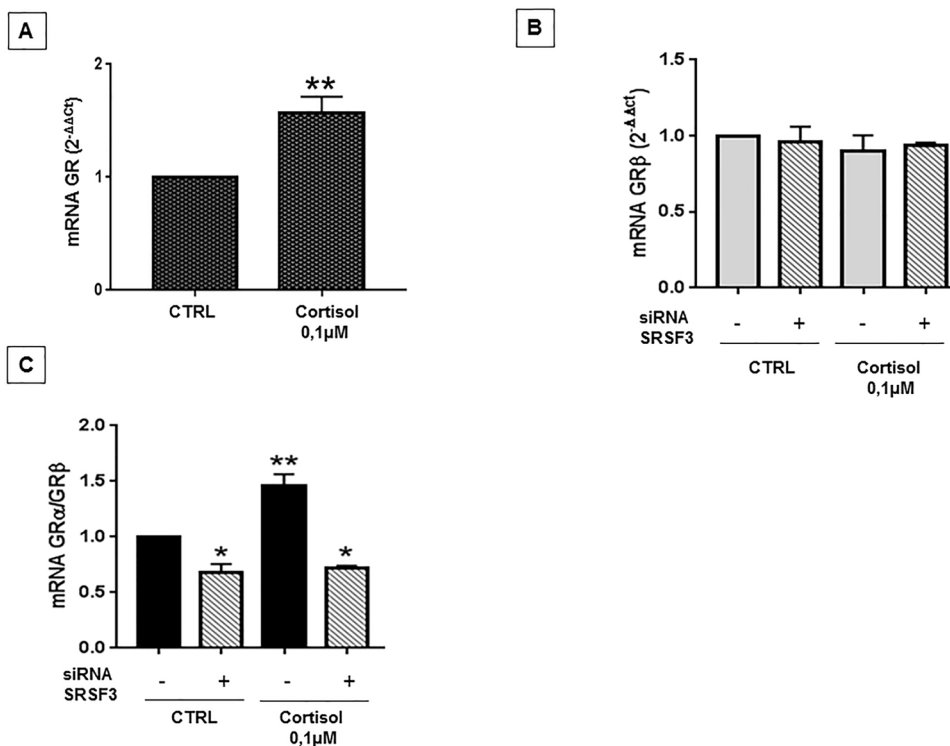 A
mRNA GR (2-ΔΔCt)
2
1
0
**
CTRL
Cortisol
0,1µM
B
mRNA GRβ (2-ΔΔct)
1.5
1.0
0.5
0.0
siRNA
SRSF3
- + - +
CTRL
Cortisol
0,1µM
C
mRNA GRα/GRβ
2.0
1.5
1.0
0.5
0.0
**
* *
siRNA
SRSF3
- + - +
CTRL
Cortisol
0,1µM